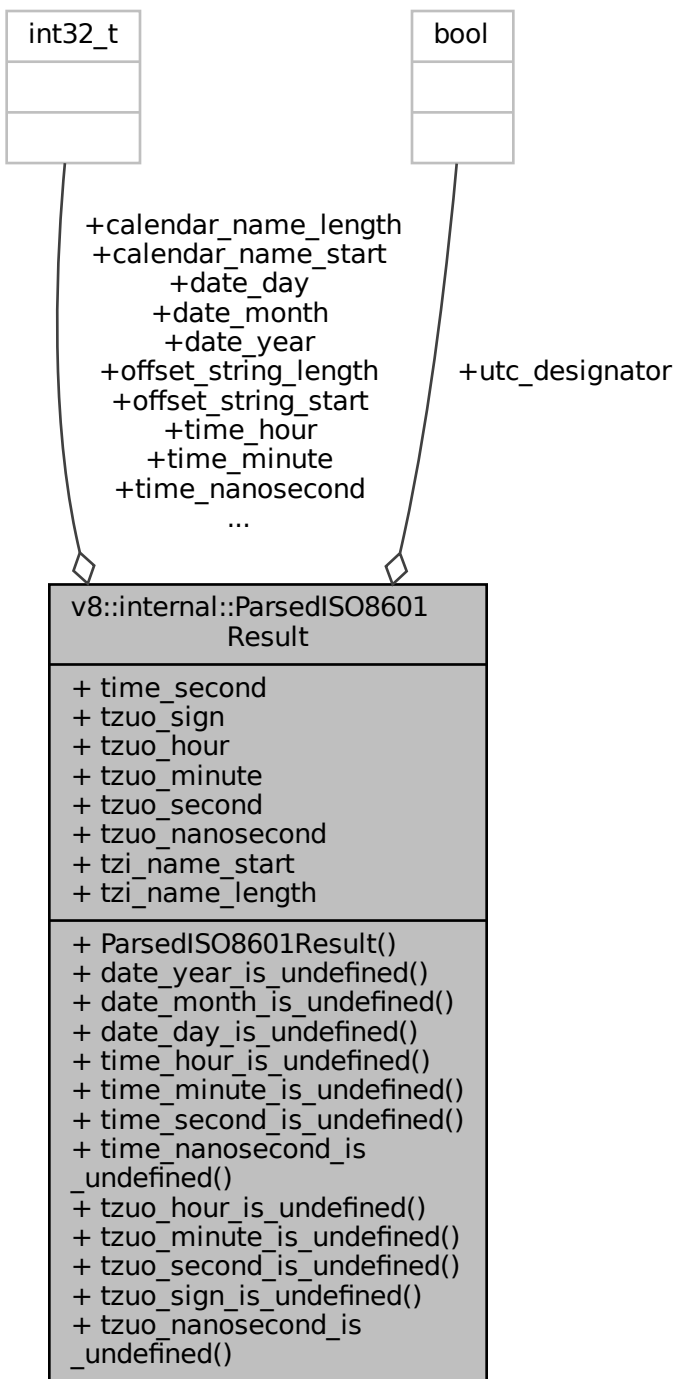 int32_t
bool
+calendar_name_length
+calendar_name_start
+date_day
+date_month
+date_year
+offset_string_length
+offset_string_start
+time_hour
+time_minute
+time_nanosecond
...
+utc_designator
v8::internal::ParsedISO8601
Result
+ time_second
+ tzuo_sign
+ tzuo_hour
+ tzuo_minute
+ tzuo_second
+ tzuo_nanosecond
+ tzi_name_start
+ tzi_name_length
+ ParsedISO8601Result()
+ date_year_is_undefined()
+ date_month_is_undefined()
+ date_day_is_undefined()
+ time_hour_is_undefined()
+ time_minute_is_undefined()
+ time_second_is_undefined()
+ time_nanosecond_is
_undefined()
+ tzuo_hour_is_undefined()
+ tzuo_minute_is_undefined()
+ tzuo_second_is_undefined()
+ tzuo_sign_is_undefined()
+ tzuo_nanosecond_is
_undefined()